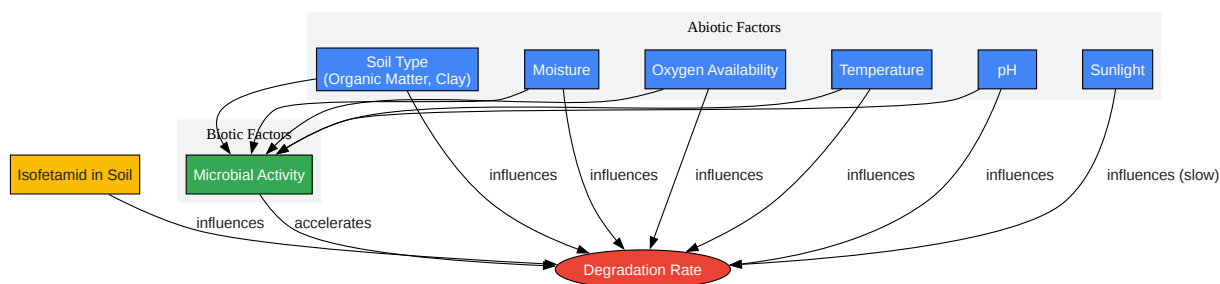 Abiotic Factors
Soil Type
(Organic Matter, Clay)
Moisture
Oxygen Availability
Temperature
pH
Sunlight
Biotic Factors
Isofetamid in Soil
Microbial Activity
influences
influences
influences
influences
influences
influences (slow)
influences
accelerates
Degradation Rate